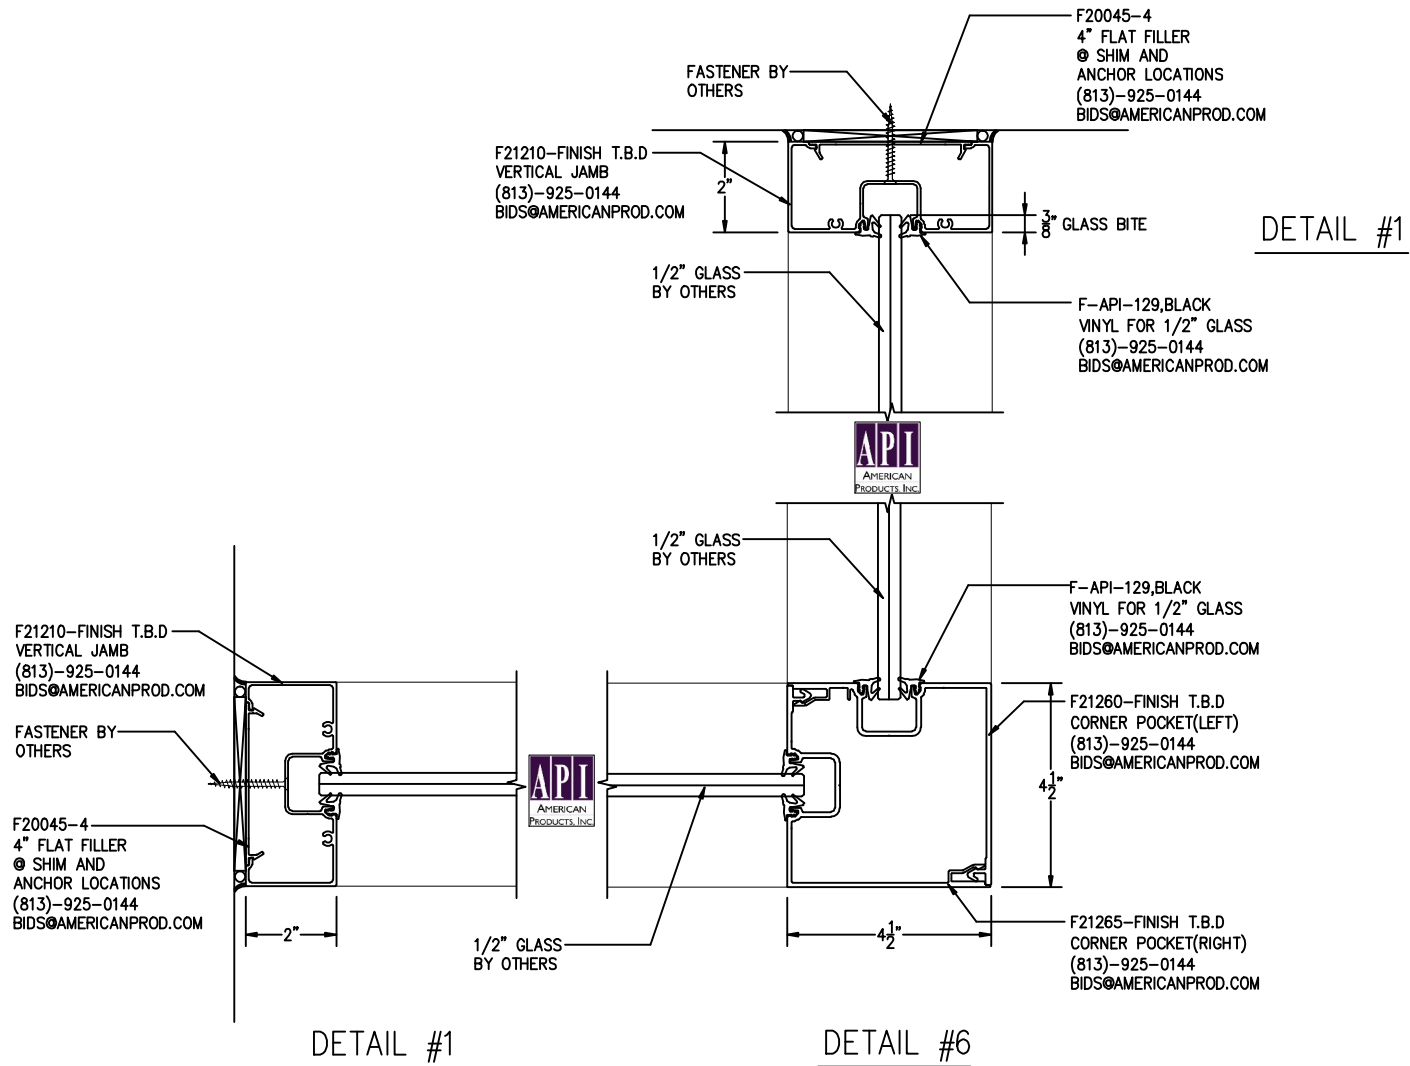 F20045-4
4" FLAT FILLER
@ SHIM AND
ANCHOR LOCATIONS
(813)-925-0144
BIDS@AMERICANPROD.COM
FASTENER BY
OTHERS
F21210-FINISH T.B.D
VERTICAL JAMB
(813)-925-0144
BIDS@AMERICANPROD.COM
2"
3/8" GLASS BITE
DETAIL #1
1/2" GLASS
BY OTHERS
F-API-129,BLACK
VINYL FOR 1/2" GLASS
(813)-925-0144
BIDS@AMERICANPROD.COM
API
AMERICAN
PRODUCTS, INC.
1/2" GLASS
BY OTHERS
F-API-129,BLACK
VINYL FOR 1/2" GLASS
(813)-925-0144
BIDS@AMERICANPROD.COM
F21210-FINISH T.B.D
VERTICAL JAMB
(813)-925-0144
BIDS@AMERICANPROD.COM
FASTENER BY
OTHERS
F20045-4
4" FLAT FILLER
@ SHIM AND
ANCHOR LOCATIONS
(813)-925-0144
BIDS@AMERICANPROD.COM
API
AMERICAN
PRODUCTS, INC.
F21260-FINISH T.B.D
CORNER POCKET(LEFT)
(813)-925-0144
BIDS@AMERICANPROD.COM
4 1/2"
F21265-FINISH T.B.D
CORNER POCKET(RIGHT)
(813)-925-0144
BIDS@AMERICANPROD.COM
2"
1/2" GLASS
BY OTHERS
4 1/2"
DETAIL #1
DETAIL #6